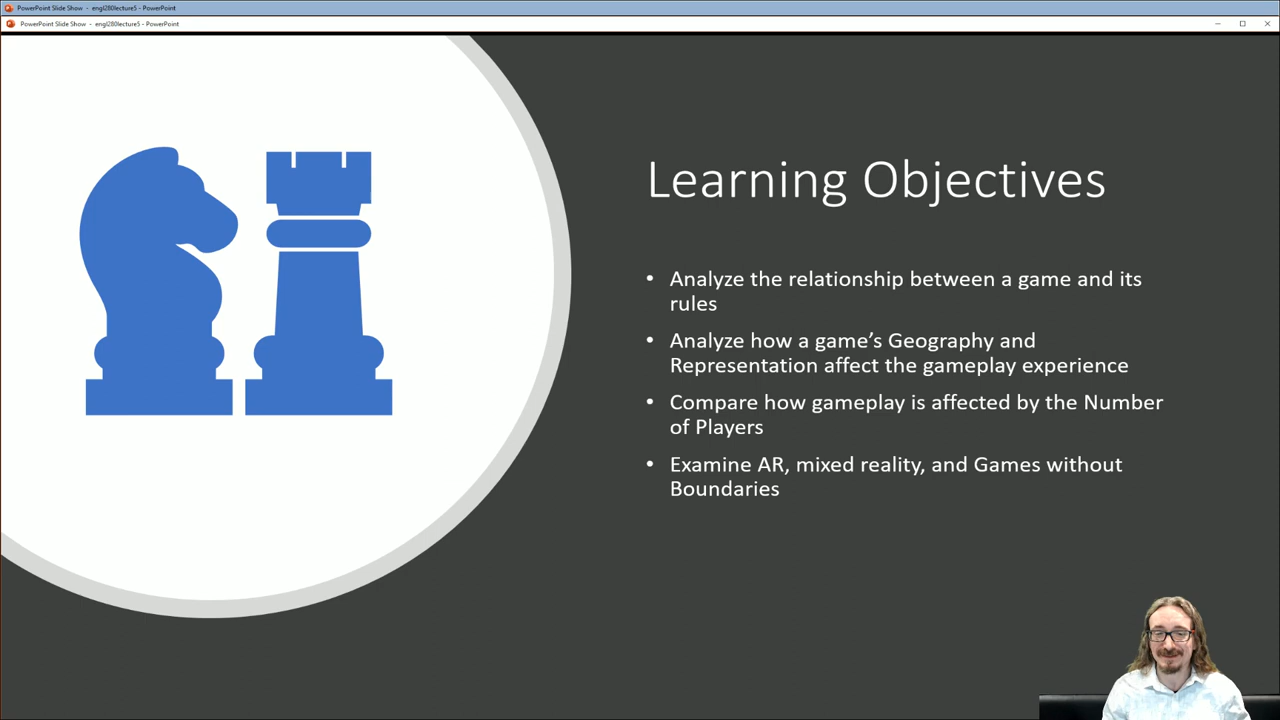 PowerPoint Slide Show - engl280lecture5 - PowerPoint
PowerPoint Slide Show - engl280lecture5 - PowerPoint
Learning Objectives
• Analyze the relationship between a game and its
rules
• Analyze how a game's Geography and
Representation affect the gameplay experience
• Compare how gameplay is affected by the Number
of Players
• Examine AR, mixed reality, and Games without
Boundaries